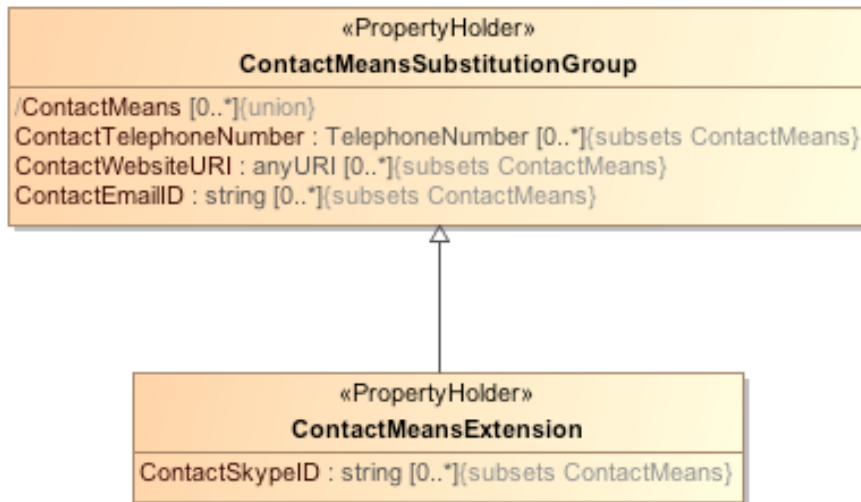 «PropertyHolder»
ContactMeansSubstitutionGroup
/ContactMeans [0..*]{union}
ContactTelephoneNumber : TelephoneNumber [0..*]{subsets ContactMeans}
ContactWebsiteURI : anyURI [0..*]{subsets ContactMeans}
ContactEmailID : string [0..*]{subsets ContactMeans}
«PropertyHolder»
ContactMeansExtension
ContactSkypeID : string [0..*]{subsets ContactMeans}